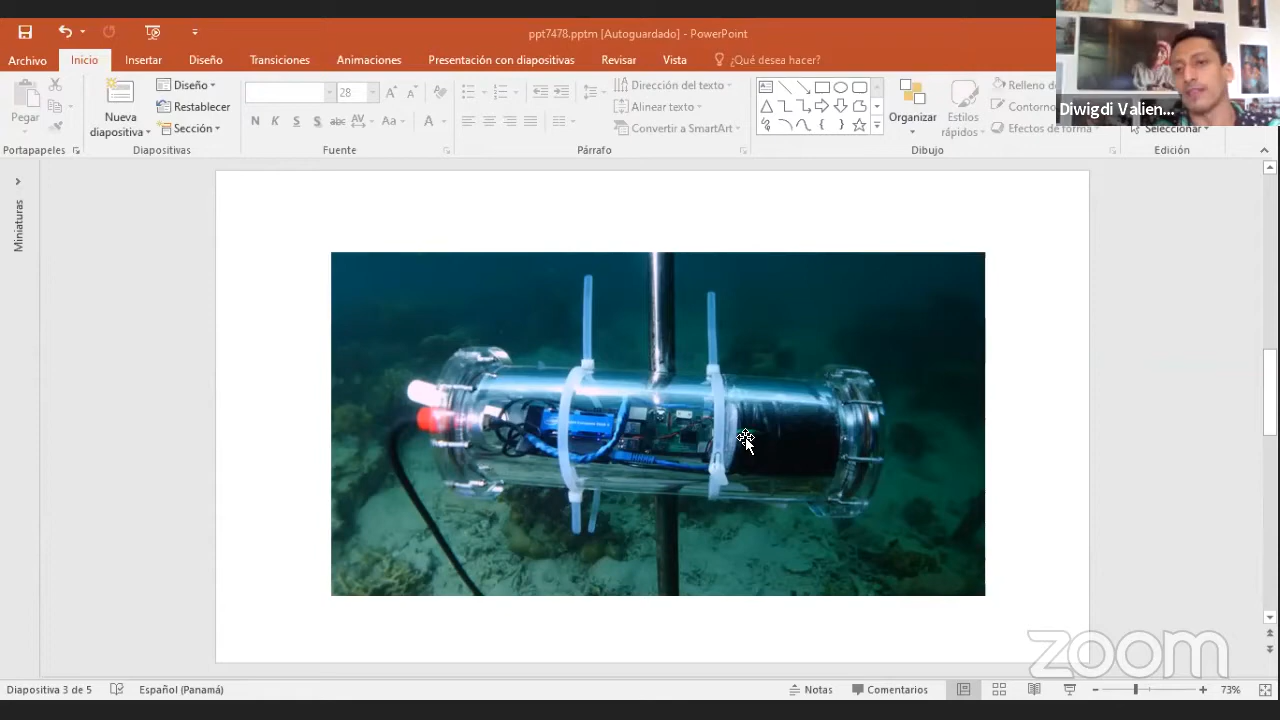 ppt7478.pptm [Autoguardado] - PowerPoint
Archivo Inicio Insertar Diseño Transiciones Animaciones Presentación con diapositivas Revisar Vista ¿Qué desea hacer?
Pegar
Nueva diapositiva
Diseño
Restablecer
Sección
28
N K S S abc AV Aa A
Dirección del texto
Alinear texto
Convertir a SmartArt
Organizar
Estilos rápidos
Relleno de
Contorno
Efectos de forma
Seleccionar
Portapapeles Diapositivas Fuente Párrafo Dibujo Edición
Diwigdi Valien...
Miniaturas
zoom
Diapositiva 3 de 5 Español (Panamá) Notas Comentarios 73%